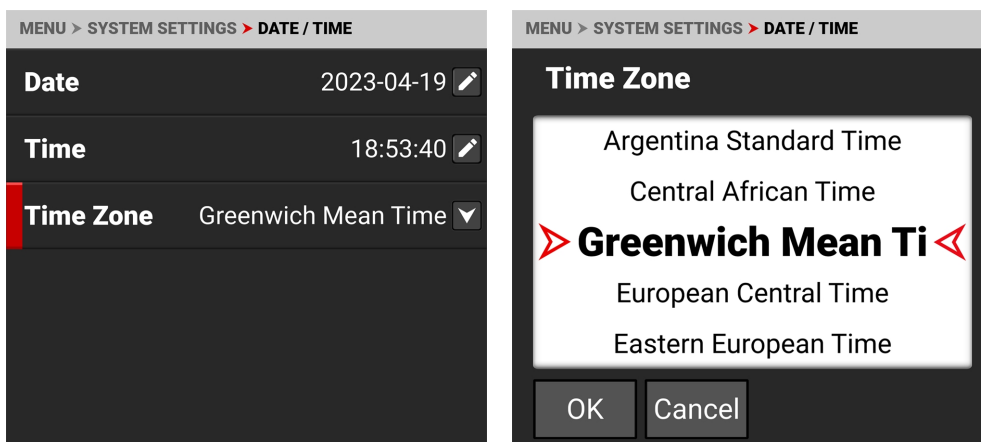 MENU > SYSTEM SETTINGS > DATE / TIME
Date 2023-04-19
Time 18:53:40
Time Zone Greenwich Mean Time
MENU > SYSTEM SETTINGS > DATE / TIME
Time Zone
Argentina Standard Time
Central African Time
Greenwich Mean Ti
European Central Time
Eastern European Time
OK Cancel